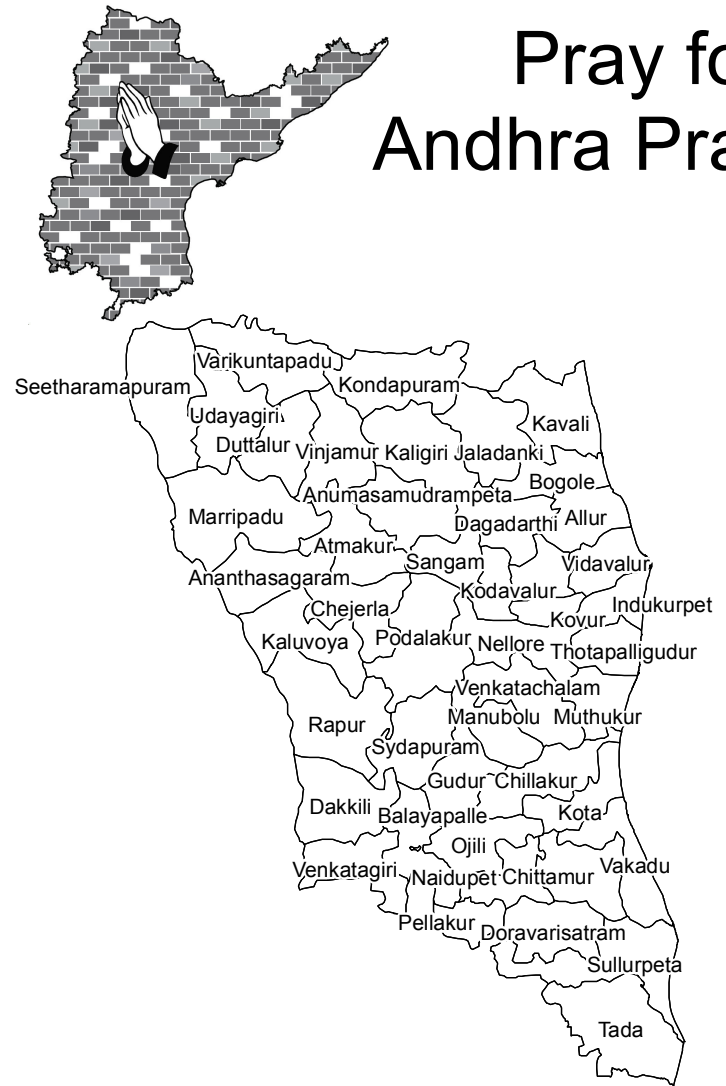 Pray fo
Andhra Pra
Varikuntapadu
Seetharamapuram
Kondapuram
Udayagiri
Kavali
Duttalur
Vinjamur
Kaligiri
Jaladanki
Bogole
Anumasamudrampeta
Marripadu
Dagadarthi
Allur
Atmakur
Sangam
Vidavalur
Ananthasagaram
Kodavalur
Chejerla
Indukurpet
Kovur
Kaluvoya
Podalakur
Nellore
Thotapalligudur
Venkatachalam
Rapur
Manubolu
Muthukur
Sydapuram
Gudur
Chillakur
Dakkili
Balayapalle
Kota
Ojili
Venkatagiri
Naidupet
Chittamur
Vakadu
Pellakur
Doravarisatram
Sullurpeta
Tada